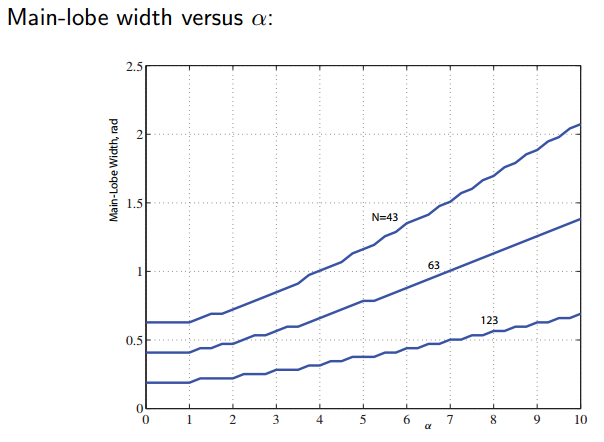 Main-lobe width versus α:
2.5
2
1.5
1
0.5
0
Main-Lobe Width, rad
N=43
63
123
0 1 2 3 4 5 6 7 8 9 10
α